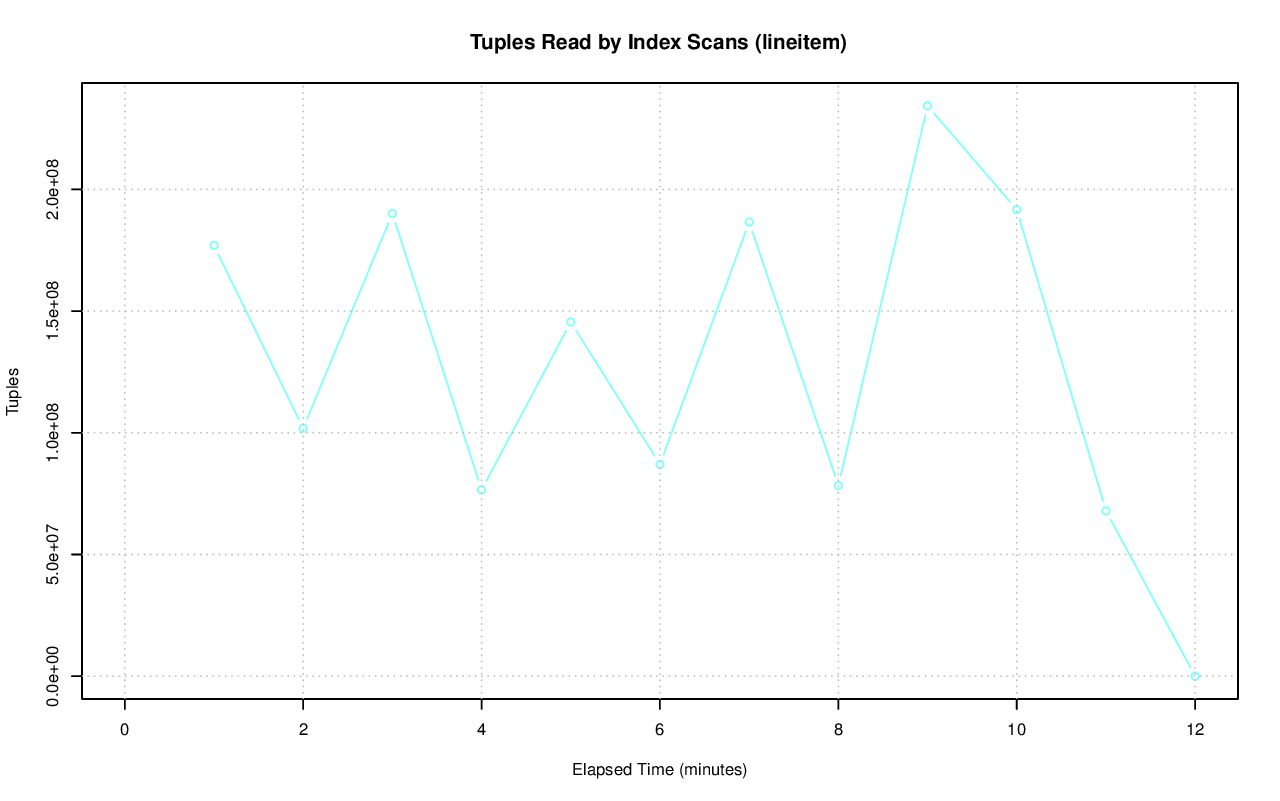 Tuples Read by Index Scans (lineitem)
Tuples
2.0e+08
1.5e+08
1.0e+08
5.0e+07
0.0e+00
0 2 4 6 8 10 12
Elapsed Time (minutes)